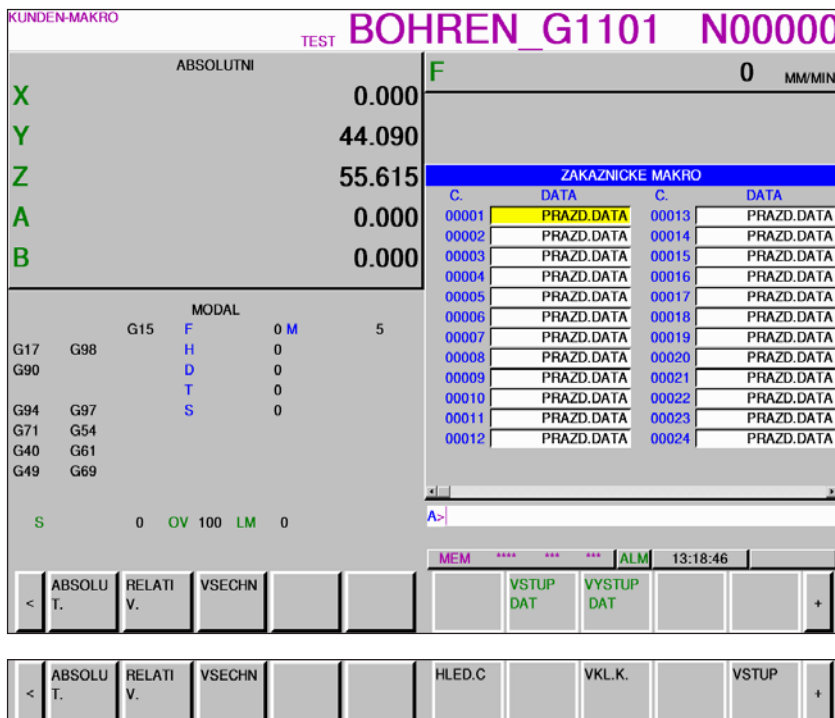 KUNDEN-MAKRO
TEST BOHREN_G1101 N00000
ABSOLUTNI
X 0.000
Y 44.090
Z 55.615
A 0.000
B 0.000
F 0 MM/MIN
ZAKAZNICKE MAKRO
C. DATA C. DATA
00001 PRAZD.DATA 00013 PRAZD.DATA
00002 PRAZD.DATA 00014 PRAZD.DATA
00003 PRAZD.DATA 00015 PRAZD.DATA
00004 PRAZD.DATA 00016 PRAZD.DATA
00005 PRAZD.DATA 00017 PRAZD.DATA
00006 PRAZD.DATA 00018 PRAZD.DATA
00007 PRAZD.DATA 00019 PRAZD.DATA
00008 PRAZD.DATA 00020 PRAZD.DATA
00009 PRAZD.DATA 00021 PRAZD.DATA
00010 PRAZD.DATA 00022 PRAZD.DATA
00011 PRAZD.DATA 00023 PRAZD.DATA
00012 PRAZD.DATA 00024 PRAZD.DATA
MODAL
G15 F 0 M 5
G17 G98 H 0
G90 D 0
T 0
G94 G97 S 0
G71 G54
G40 G61
G49 G69
S 0 OV 100 LM 0
A>
MEM **** *** *** ALM 13:18:46
< ABSOLU RELATI VSECHN VSTUP VYSTUP +
T. V. DAT DAT
< ABSOLU RELATI VSECHN HLED.C VKL.K. VSTUP +
T. V.